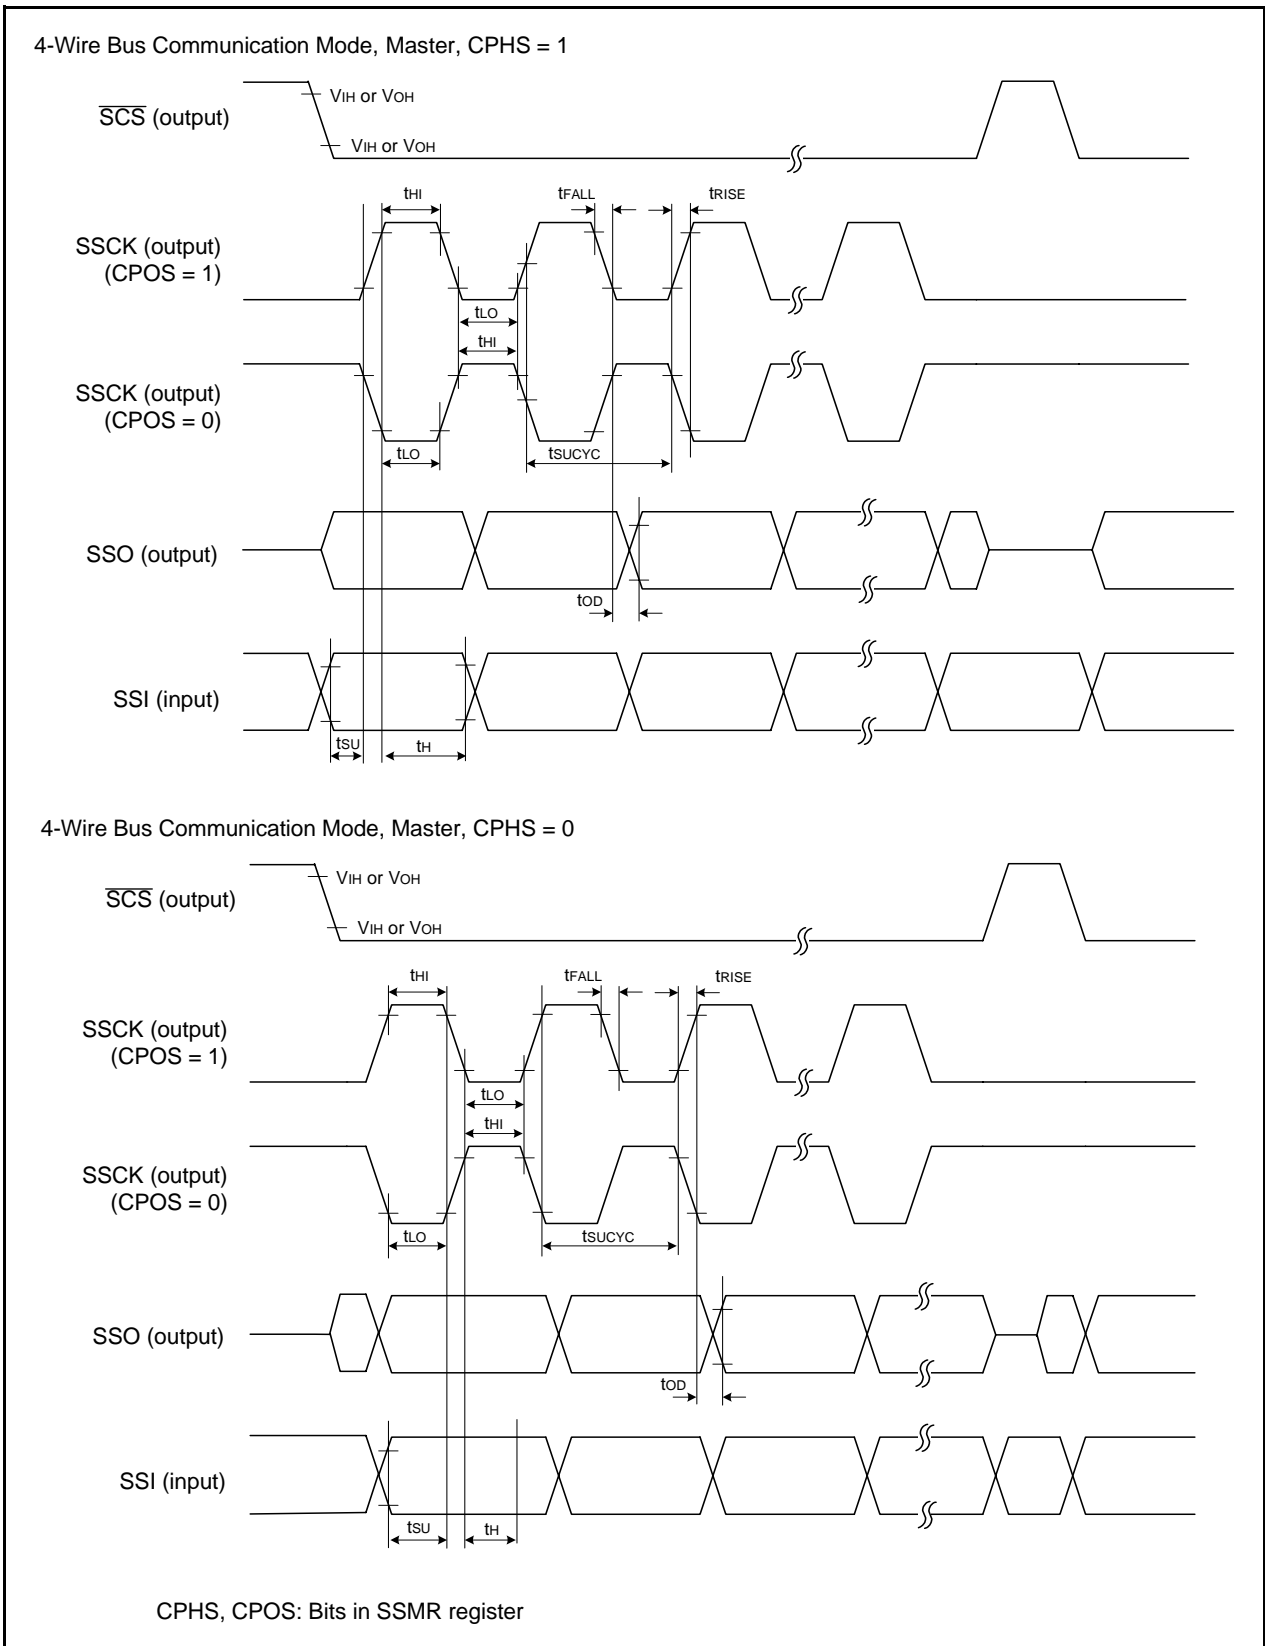 4-Wire Bus Communication Mode, Master, CPHS = 1
SCS (output)
VIH or VOH
VIH or VOH
tHI
tFALL
tRISE
SSCK (output)
(CPOS = 1)
tLO
tHI
SSCK (output)
(CPOS = 0)
tLO
tSUCYC
SSO (output)
tOD
SSI (input)
tSU
tH
4-Wire Bus Communication Mode, Master, CPHS = 0
SCS (output)
VIH or VOH
VIH or VOH
tHI
tFALL
tRISE
SSCK (output)
(CPOS = 1)
tLO
tHI
SSCK (output)
(CPOS = 0)
tLO
tSUCYC
SSO (output)
tOD
SSI (input)
tSU
tH
CPHS, CPOS: Bits in SSMR register